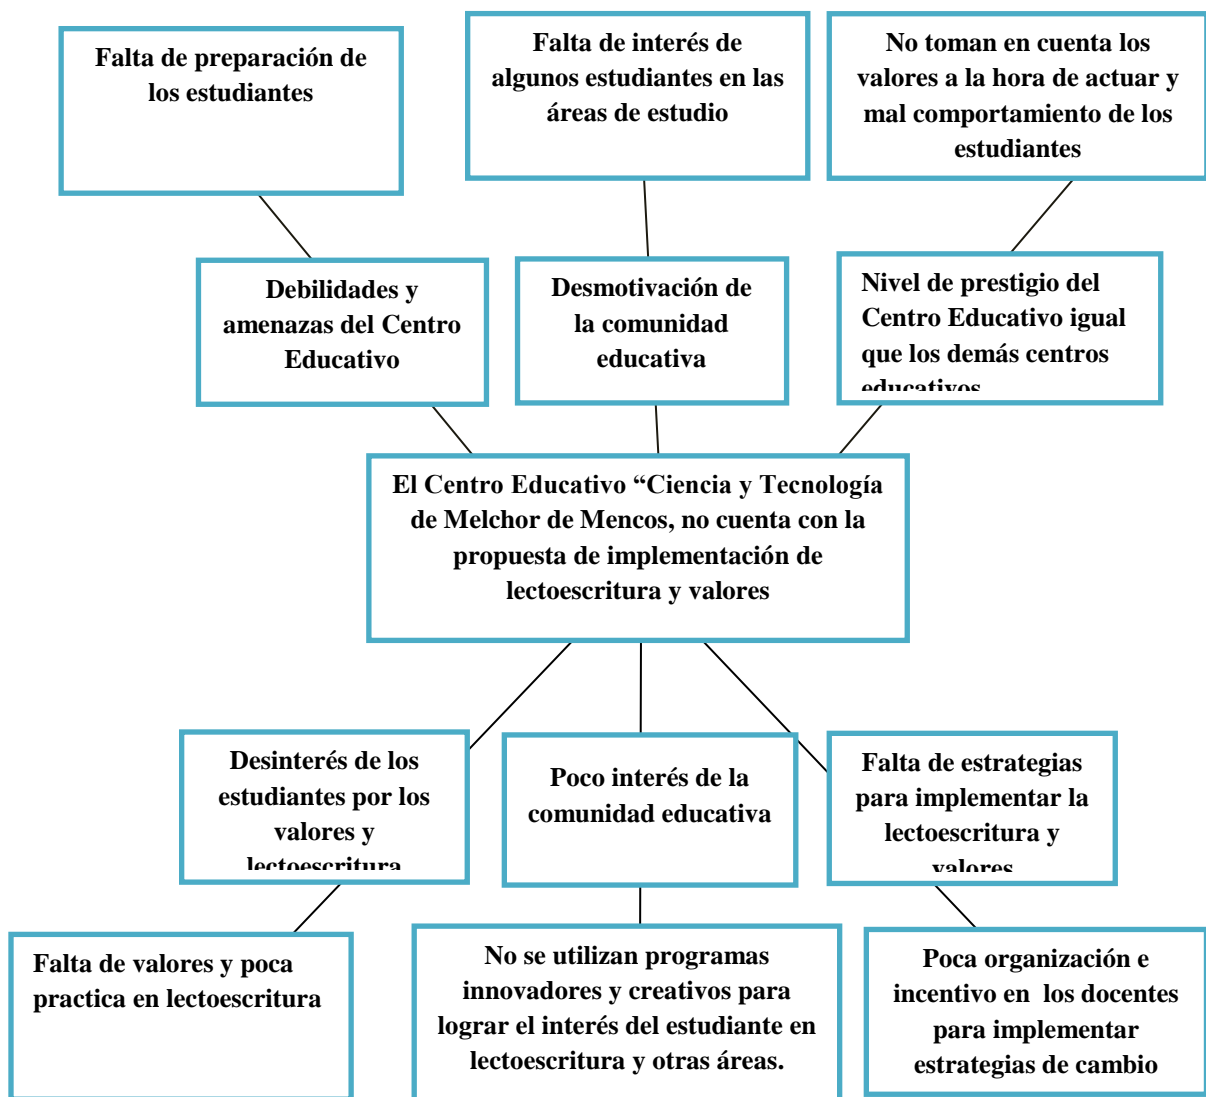 Falta de preparación de
los estudiantes
Falta de interés de
algunos estudiantes en las
áreas de estudio
No toman en cuenta los
valores a la hora de actuar y
mal comportamiento de los
estudiantes
Debilidades y
amenazas del Centro
Educativo
Desmotivación de
la comunidad
educativa
Nivel de prestigio del
Centro Educativo igual
que los demás centros
educativos
El Centro Educativo “Ciencia y Tecnología
de Melchor de Mencos, no cuenta con la
propuesta de implementación de
lectoescritura y valores
Desinterés de los
estudiantes por los
valores y
lectoescritura
Poco interés de la
comunidad educativa
Falta de estrategias
para implementar la
lectoescritura y
valores
Falta de valores y poca
practica en lectoescritura
No se utilizan programas
innovadores y creativos para
lograr el interés del estudiante en
lectoescritura y otras áreas.
Poca organización e
incentivo en  los docentes
para implementar
estrategias de cambio